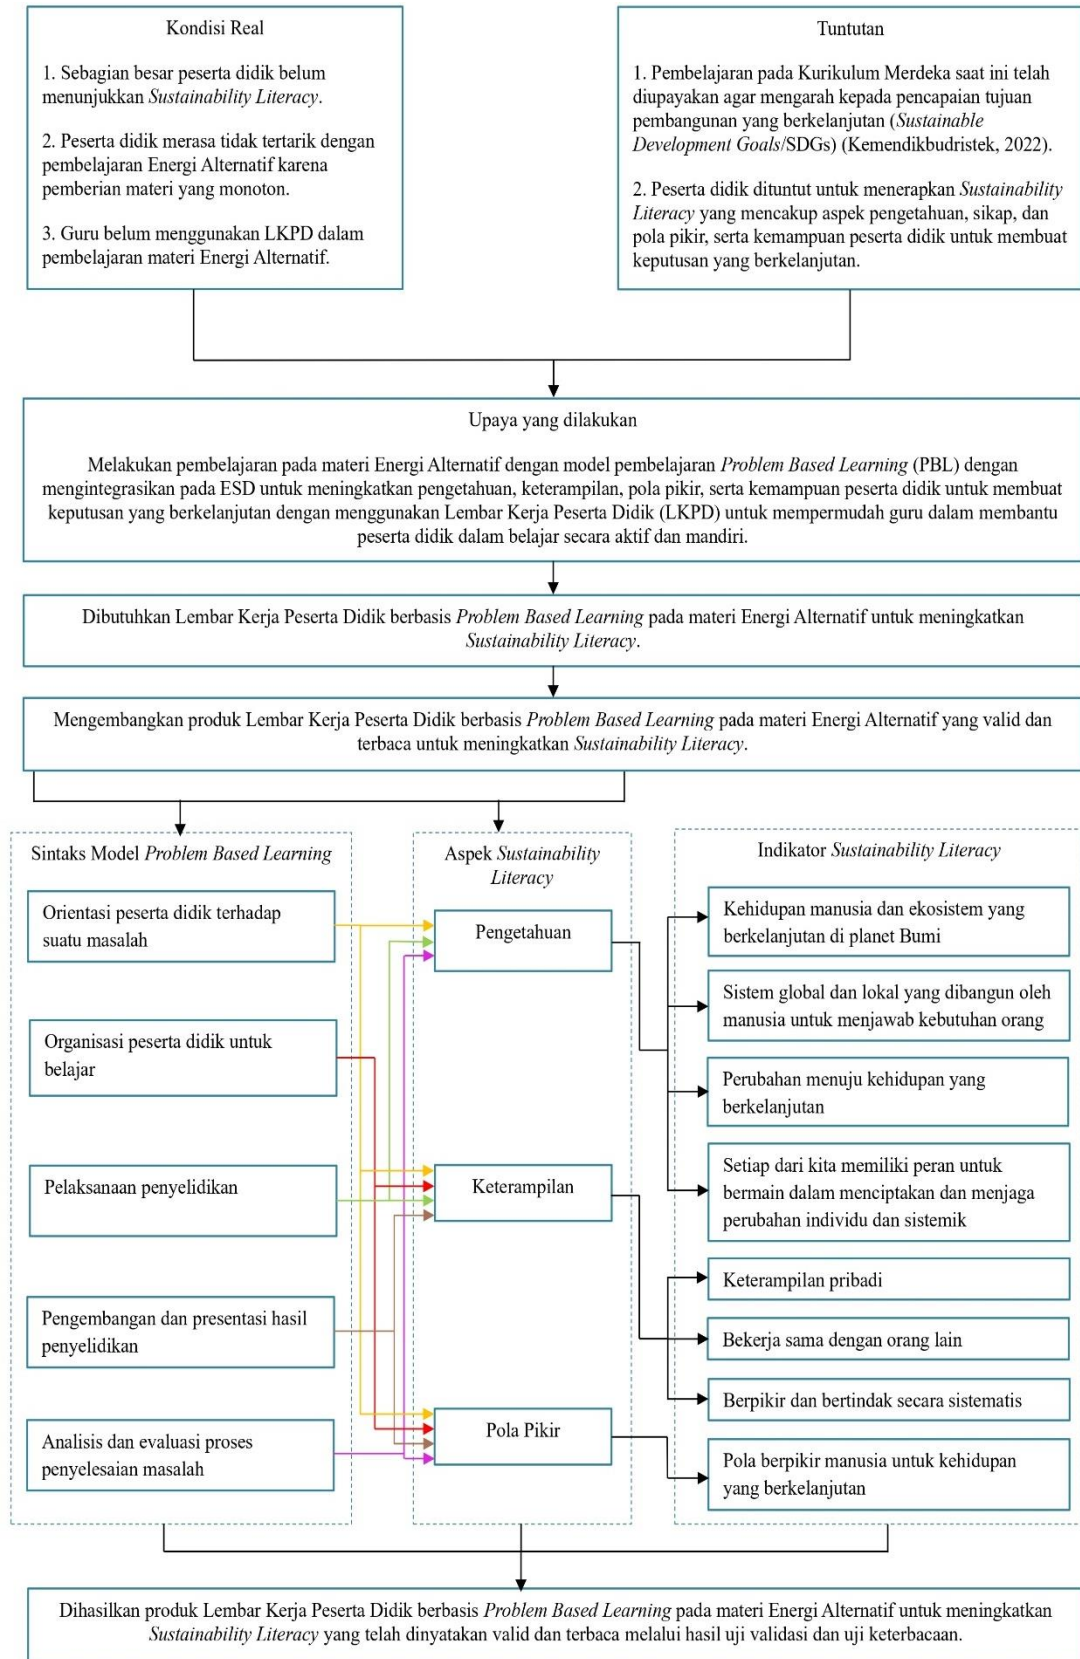 Kondisi Real
1. Sebagian besar peserta didik belum
menunjukkan Sustainability Literacy.
2. Peserta didik merasa tidak tertarik dengan
pembelajaran Energi Alternatif karena
pemberian materi yang monoton.
3. Guru belum menggunakan LKPD dalam
pembelajaran materi Energi Alternatif.
Tuntutan
1. Pembelajaran pada Kurikulum Merdeka saat ini telah
diupayakan agar mengarah kepada pencapaian tujuan
pembangunan yang berkelanjutan (Sustainable
Development Goals/SDGs) (Kemendikbudristek, 2022).
2. Peserta didik dituntut untuk menerapkan Sustainability
Literacy yang mencakup aspek pengetahuan, sikap, dan
pola pikir, serta kemampuan peserta didik untuk membuat
keputusan yang berkelanjutan.
Upaya yang dilakukan
Melakukan pembelajaran pada materi Energi Alternatif dengan model pembelajaran Problem Based Learning (PBL) dengan
mengintegrasikan pada ESD untuk meningkatkan pengetahuan, keterampilan, pola pikir, serta kemampuan peserta didik untuk membuat
keputusan yang berkelanjutan dengan menggunakan Lembar Kerja Peserta Didik (LKPD) untuk mempermudah guru dalam membantu
peserta didik dalam belajar secara aktif dan mandiri.
Dibutuhkan Lembar Kerja Peserta Didik berbasis Problem Based Learning pada materi Energi Alternatif untuk meningkatkan
Sustainability Literacy.
Mengembangkan produk Lembar Kerja Peserta Didik berbasis Problem Based Learning pada materi Energi Alternatif yang valid dan
terbaca untuk meningkatkan Sustainability Literacy.
Sintaks Model Problem Based Learning
Orientasi peserta didik terhadap
suatu masalah
Organisasi peserta didik untuk
belajar
Pelaksanaan penyelidikan
Pengembangan dan presentasi hasil
penyelidikan
Analisis dan evaluasi proses
penyelesaian masalah
Aspek Sustainability
Literacy
Pengetahuan
Keterampilan
Pola Pikir
Indikator Sustainability Literacy
Kehidupan manusia dan ekosistem yang
berkelanjutan di planet Bumi
Sistem global dan lokal yang dibangun oleh
manusia untuk menjawab kebutuhan orang
Perubahan menuju kehidupan yang
berkelanjutan
Setiap dari kita memiliki peran untuk
bermain dalam menciptakan dan menjaga
perubahan individu dan sistemik
Keterampilan pribadi
Bekerja sama dengan orang lain
Berpikir dan bertindak secara sistematis
Pola berpikir manusia untuk kehidupan
yang berkelanjutan
Dihasilkan produk Lembar Kerja Peserta Didik berbasis Problem Based Learning pada materi Energi Alternatif untuk meningkatkan
Sustainability Literacy yang telah dinyatakan valid dan terbaca melalui hasil uji validasi dan uji keterbacaan.